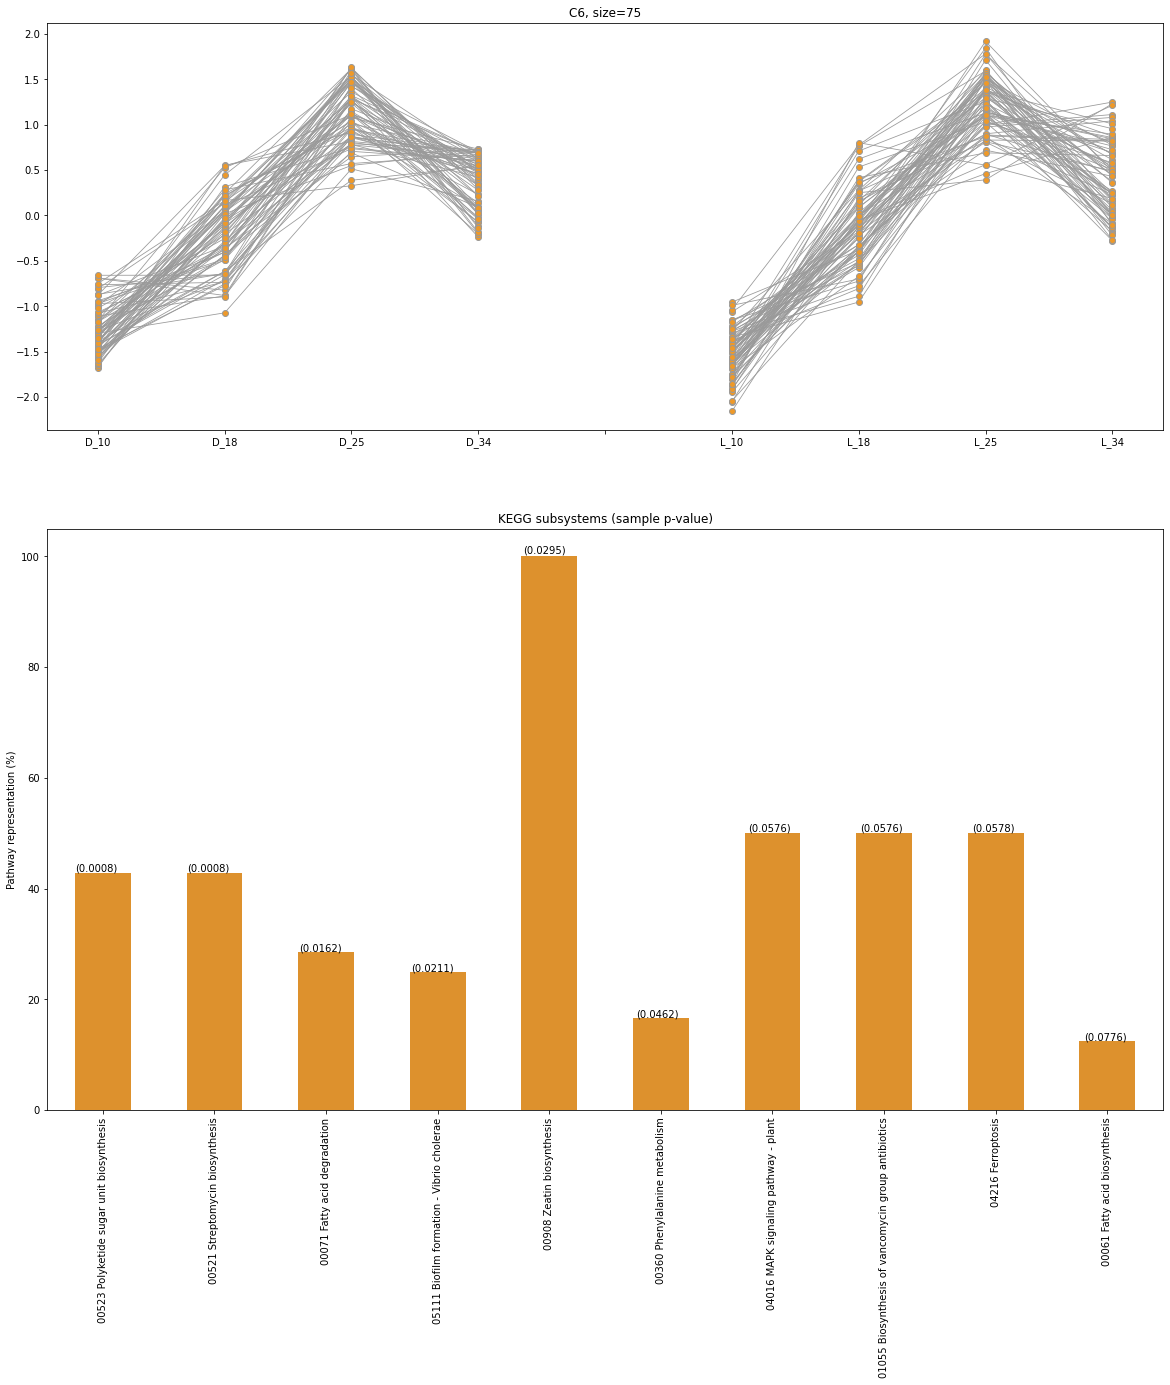 C6, size=75
2.0
1.5
1.0
0.5
0.0
−0.5
−1.0
−1.5
−2.0
D_10 D_18 D_25 D_34 L_10 L_18 L_25 L_34
KEGG subsystems (sample p-value)
Pathway representation (%)
100
80
60
40
20
0
(0.0008)
(0.0008)
(0.0162)
(0.0211)
(0.0295)
(0.0462)
(0.0576)
(0.0576)
(0.0578)
(0.0776)
00523 Polyketide sugar unit biosynthesis
00521 Streptomycin biosynthesis
00071 Fatty acid degradation
05111 Biofilm formation - Vibrio cholerae
00908 Zeatin biosynthesis
00360 Phenylalanine metabolism
04016 MAPK signaling pathway - plant
01055 Biosynthesis of vancomycin group antibiotics
04216 Ferroptosis
00061 Fatty acid biosynthesis